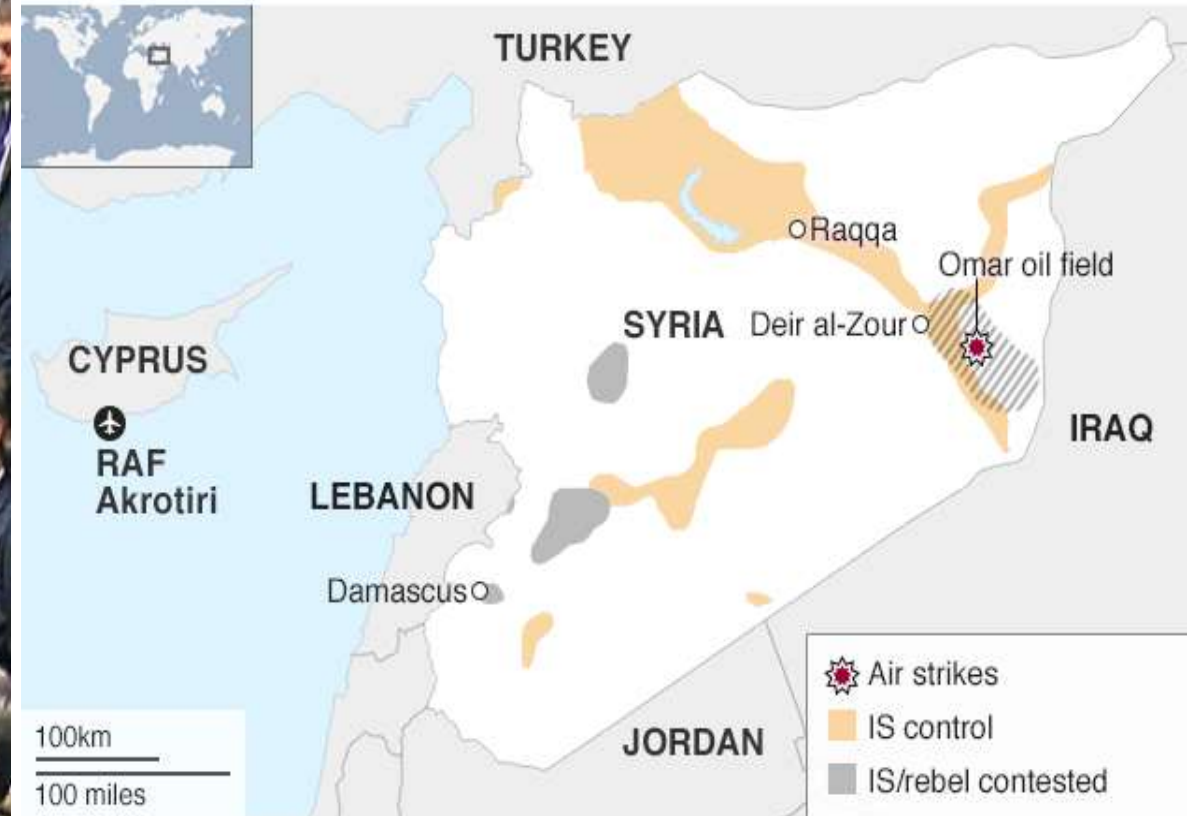 TURKEY
Raqqa
Omar oil field
SYRIA
Deir al-Zour
CYPRUS
IRAQ
RAF
Akrotiri
LEBANON
Damascus
Air strikes
JORDAN
IS control
100km
IS/rebel contested
100 miles